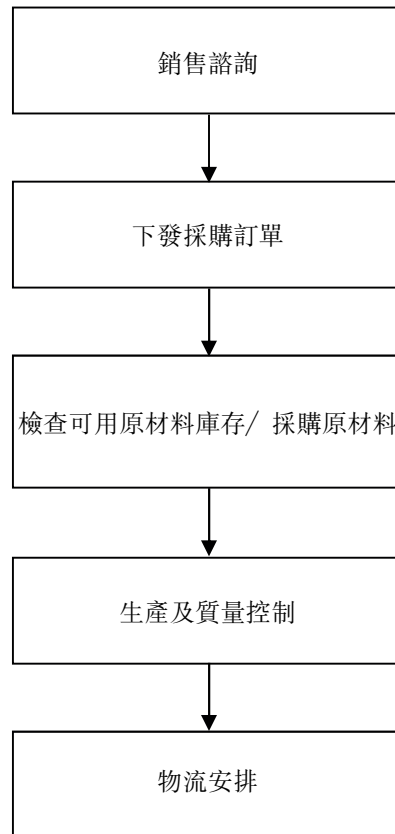 銷售諮詢
下發採購訂單
檢查可用原材料庫存/ 採購原材料
生產及質量控制
物流安排